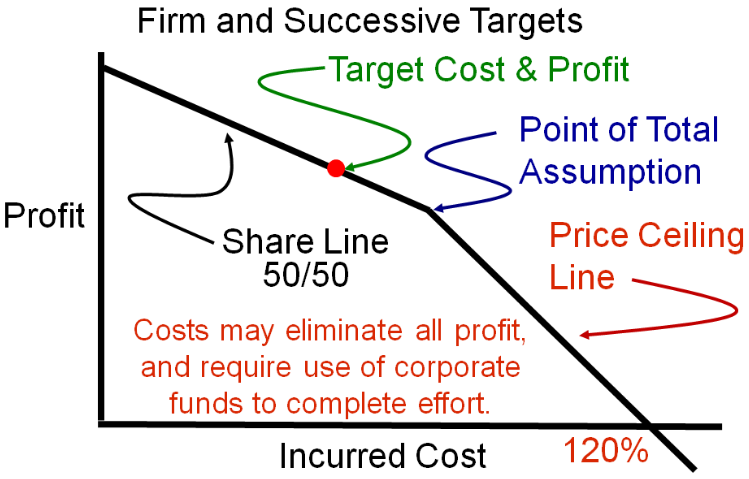 Firm and Successive Targets
Target Cost & Profit
Point of Total
Assumption
Profit
Share Line
50/50
Price Ceiling
Line
Costs may eliminate all profit,
and require use of corporate
funds to complete effort.
Incurred Cost
120%